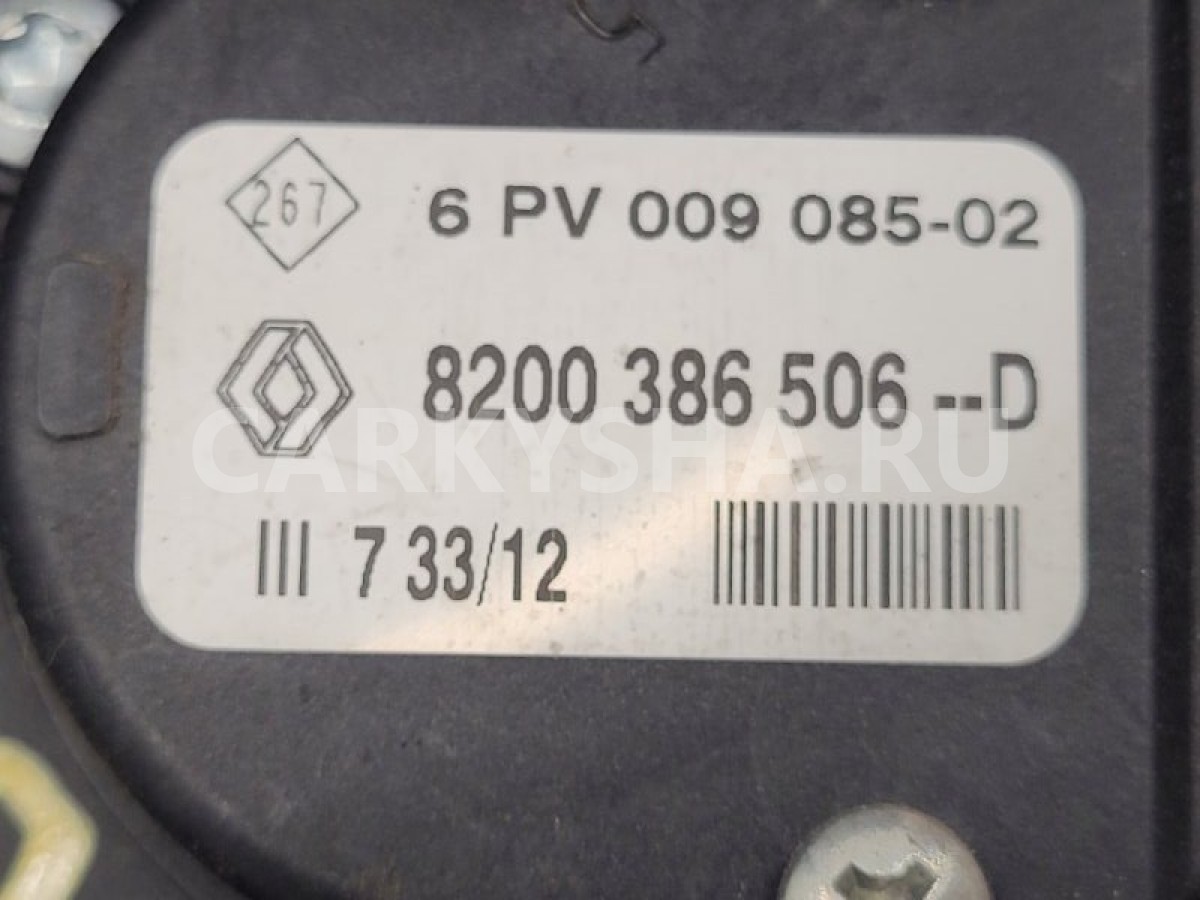 267 6 PV 009 085-02
8200 386 506 --D
CARKYSHA.RU
III 7 33/12